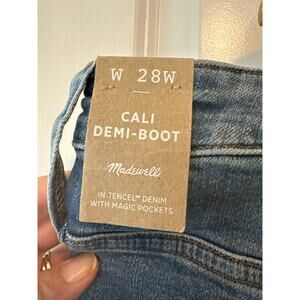 W 28W
CALI
DEMI-BOOT
Madewell
IN TENCEL™ DENIM
WITH MAGIC POCKETS